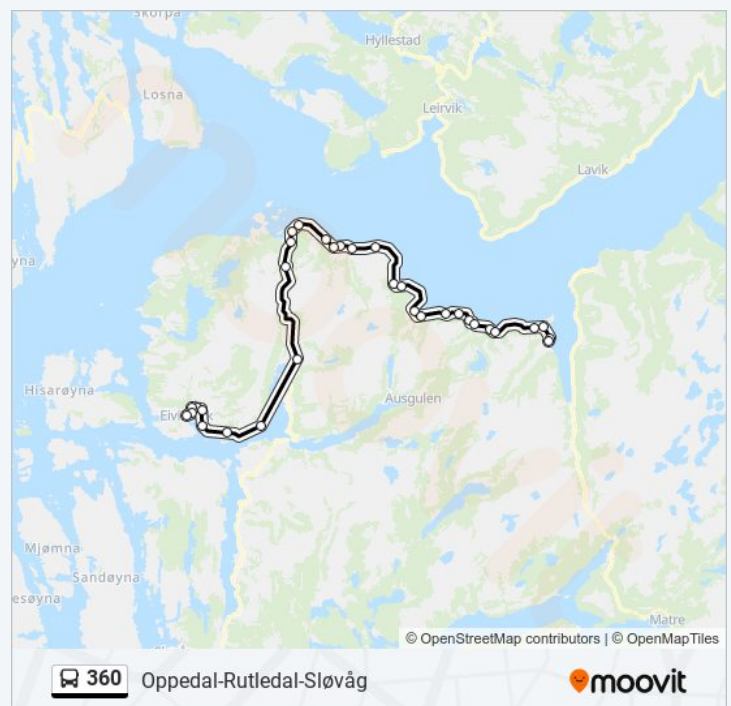 Skorpa
Hyllestad
Losna
Leirvik
Lavik
yna
Hisarøyna
Eivi k
Ausgulen
Mjømna
Sandøyna
esøyna
Matre
© OpenStreetMap contributors | © OpenMapTiles
360 Oppedal-Rutledal-Sløvåg moovit